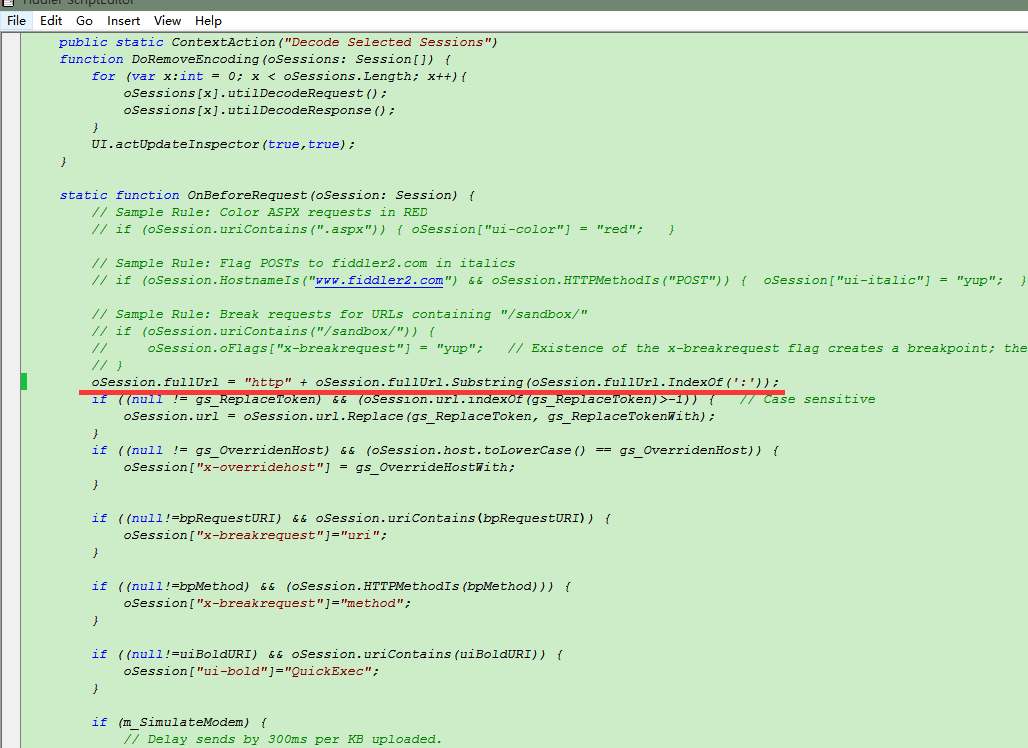 Fiddler ScriptEditor
File Edit Go Insert View Help
public static ContextAction("Decode Selected Sessions")
function DoRemoveEncoding(oSessions: Session[]) {
for (var x:int = 0; x < oSessions.Length; x++){
oSessions[x].utilDecodeRequest();
oSessions[x].utilDecodeResponse();
}
UI.actUpdateInspector(true,true);
}
static function OnBeforeRequest(oSession: Session) {
// Sample Rule: Color ASPX requests in RED
// if (oSession.uriContains(".aspx")) { oSession["ui-color"] = "red"; }
// Sample Rule: Flag POSTs to fiddler2.com in italics
// if (oSession.HostnameIs("www.fiddler2.com") && oSession.HTTPMethodIs("POST")) { oSession["ui-italic"] = "yup"; }
// Sample Rule: Break requests for URLs containing "/sandbox/"
// if (oSession.uriContains("/sandbox/")) {
// oSession.oFlags["x-breakrequest"] = "yup"; // Existence of the x-breakrequest flag creates a breakpoint; the
// }
oSession.fullUrl = "http" + oSession.fullUrl.Substring(oSession.fullUrl.IndexOf(':'));
if ((null != gs_ReplaceToken) && (oSession.url.indexOf(gs_ReplaceToken)>-1)) { // Case sensitive
oSession.url = oSession.url.Replace(gs_ReplaceToken, gs_ReplaceTokenWith);
}
if ((null != gs_OverridenHost) && (oSession.host.toLowerCase() == gs_OverridenHost)) {
oSession["x-overridehost"] = gs_OverrideHostWith;
}
if ((null!=bpRequestURI) && oSession.uriContains(bpRequestURI)) {
oSession["x-breakrequest"]="uri";
}
if ((null!=bpMethod) && (oSession.HTTPMethodIs(bpMethod))) {
oSession["x-breakrequest"]="method";
}
if ((null!=uiBoldURI) && oSession.uriContains(uiBoldURI)) {
oSession["ui-bold"]="QuickExec";
}
if (m_SimulateModem) {
// Delay sends by 300ms per KB uploaded.